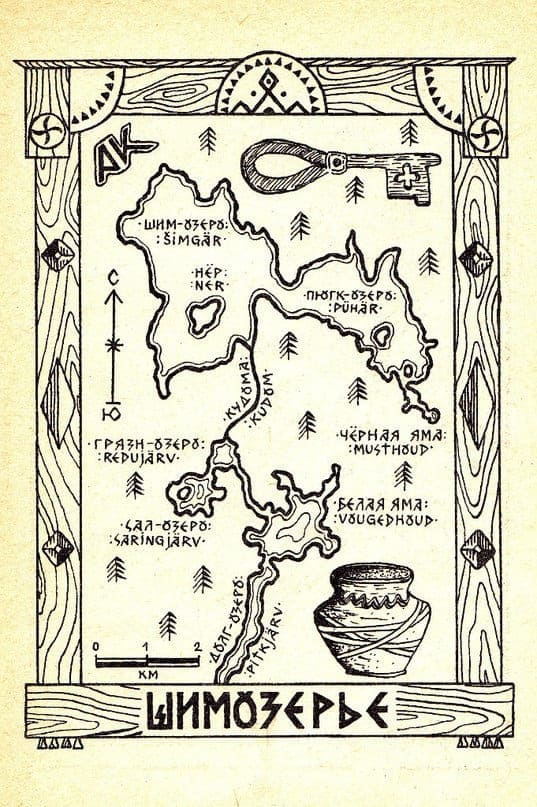 АК
ШИМ-ОЗЕРО:
:ŠIMGÄR·
·НЁР:
·NER·
·ПЮГК-ОЗЕРО:
:PÜHÄR·
С
Ю
·КУДОМА:
:KUDOM·
·ГРЯЗН-ОЗЕРО:
:REDUJÄRV·
·ЧЁРНАЯ ЯМА:
:MUSTHOUD·
·САЛ-ОЗЕРО:
:SARINGJÄRV·
·БЕЛАЯ ЯМА:
:VOUGEDHOUD·
·ДОЛГ-ОЗЕРО:
:PITKJÄRV·
0 1 2
КМ
ШИМОЗЕРЬЕ